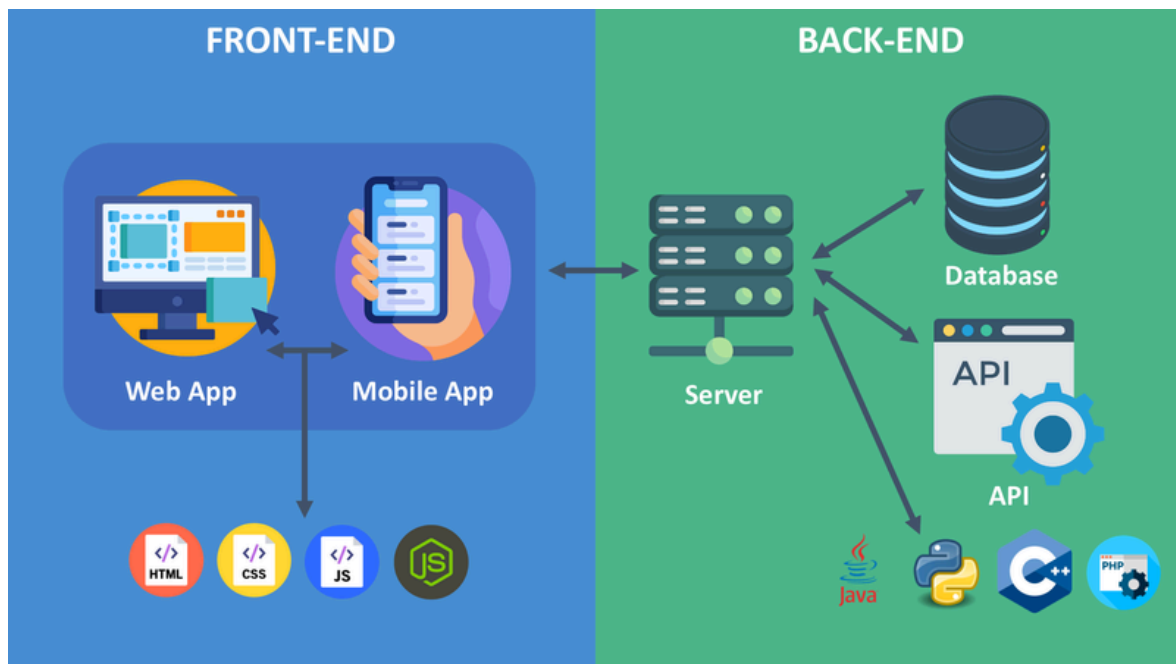 FRONT-END
Web App
Mobile App
</> HTML
</> CSS
</> JS
JS
BACK-END
Server
Database
API
API
Java
C++
PHP